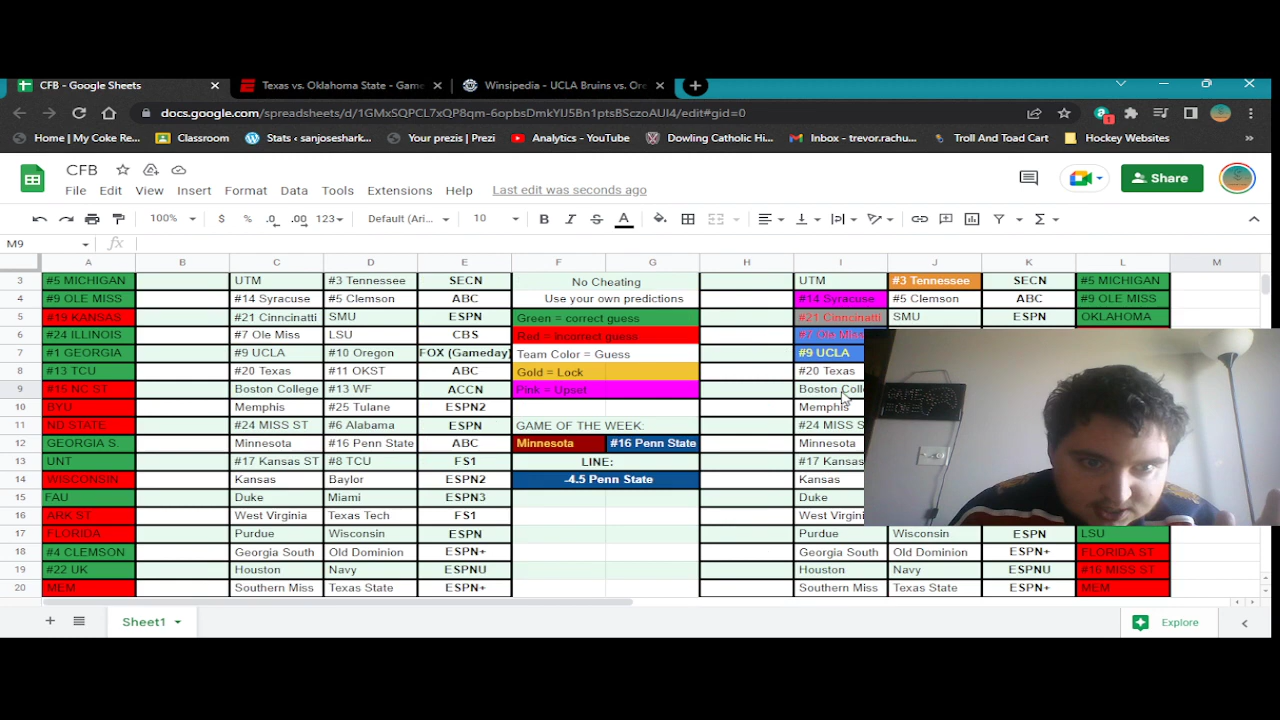 CFB - Google Sheets
Texas vs. Oklahoma State - Game
Winsipedia - UCLA Bruins vs. Ore
docs.google.com/spreadsheets/d/1GMxSQPCL7xQP8qm-6opbsDmkYlJ5Bn1ptsBSczoAUI4/edit#gid=0
Home | My Coke Re...
Classroom
Stats ‹ sanjoseshark...
Your prezis | Prezi
Analytics - YouTube
Dowling Catholic Hi...
Inbox - trevor.rachu...
Troll And Toad Cart
Hockey Websites
»
CFB
File Edit View Insert Format Data Tools Extensions Help Last edit was seconds ago
Share
100% $ % .0 .00 123 Default (Ari... 10 B I S A
M9 fx
A B C D E F G H I J K L M
3 #5 MICHIGAN UTM #3 Tennessee SECN No Cheating UTM #3 Tennessee SECN #5 MICHIGAN
4 #9 OLE MISS #14 Syracuse #5 Clemson ABC Use your own predictions #14 Syracuse #5 Clemson ABC #9 OLE MISS
5 #19 KANSAS #21 Cinncinatti SMU ESPN Green = correct guess #21 Cinncinatti SMU ESPN OKLAHOMA
6 #24 ILLINOIS #7 Ole Miss LSU CBS Red = incorrect guess #7 Ole Miss
7 #1 GEORGIA #9 UCLA #10 Oregon FOX (Gameday) Team Color = Guess #9 UCLA
8 #13 TCU #20 Texas #11 OKST ABC Gold = Lock #20 Texas
9 #15 NC ST Boston College #13 WF ACCN Pink = Upset Boston Colle
10 BYU Memphis #25 Tulane ESPN2 Memphis
11 ND STATE #24 MISS ST #6 Alabama ESPN GAME OF THE WEEK: #24 MISS S
12 GEORGIA S. Minnesota #16 Penn State ABC Minnesota #16 Penn State Minnesota
13 UNT #17 Kansas ST #8 TCU FS1 LINE: #17 Kansas
14 WISCONSIN Kansas Baylor ESPN2 -4.5 Penn State Kansas
15 FAU Duke Miami ESPN3 Duke
16 ARK ST West Virginia Texas Tech FS1 West Virgini
17 FLORIDA Purdue Wisconsin ESPN Purdue Wisconsin ESPN LSU
18 #4 CLEMSON Georgia South Old Dominion ESPN+ Georgia South Old Dominion ESPN+ FLORIDA ST
19 #22 UK Houston Navy ESPNU Houston Navy ESPNU #16 MISS ST
20 MEM Southern Miss Texas State ESPN+ Southern Miss Texas State ESPN+ MEM
Sheet1
Explore